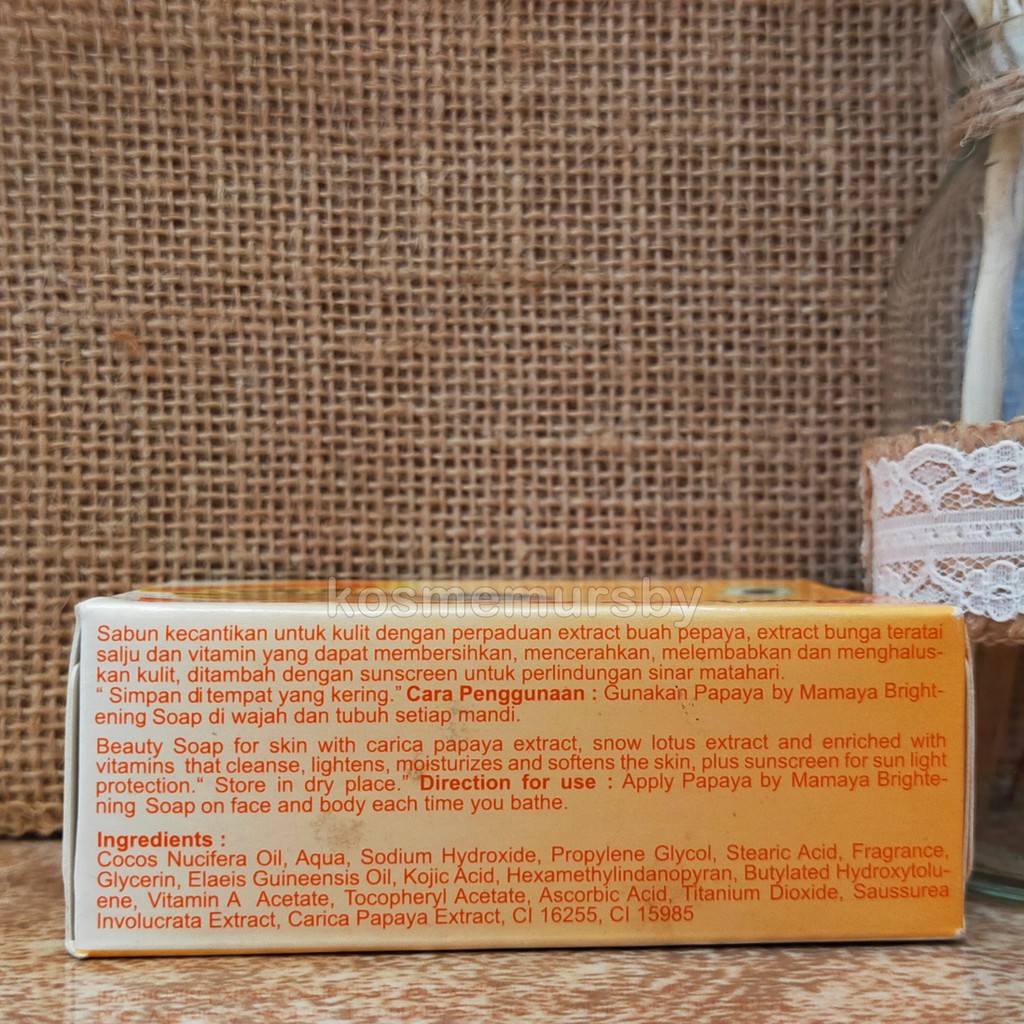 kosmemursby
Sabun kecantikan untuk kulit dengan perpaduan extract buah pepaya, extract bunga teratai
salju dan vitamin yang dapat membersihkan, mencerahkan, melembabkan dan menghalus-
kan kulit, ditambah dengan sunscreen untuk perlindungan sinar matahari.
“ Simpan di tempat yang kering.” Cara Penggunaan : Gunakan Papaya by Mamaya Bright-
ening Soap di wajah dan tubuh setiap mandi.
Beauty Soap for skin with carica papaya extract, snow lotus extract and enriched with
vitamins that cleanse, lightens, moisturizes and softens the skin, plus sunscreen for sun light
protection.“ Store in dry place.” Direction for use : Apply Papaya by Mamaya Brighte-
ning Soap on face and body each time you bathe.
Ingredients :
Cocos Nucifera Oil, Aqua, Sodium Hydroxide, Propylene Glycol, Stearic Acid, Fragrance,
Glycerin, Elaeis Guineensis Oil, Kojic Acid, Hexamethylindanopyran, Butylated Hydroxytolu-
ene, Vitamin A Acetate, Tocopheryl Acetate, Ascorbic Acid, Titanium Dioxide, Saussurea
Involucrata Extract, Carica Papaya Extract, CI 16255, CI 15985